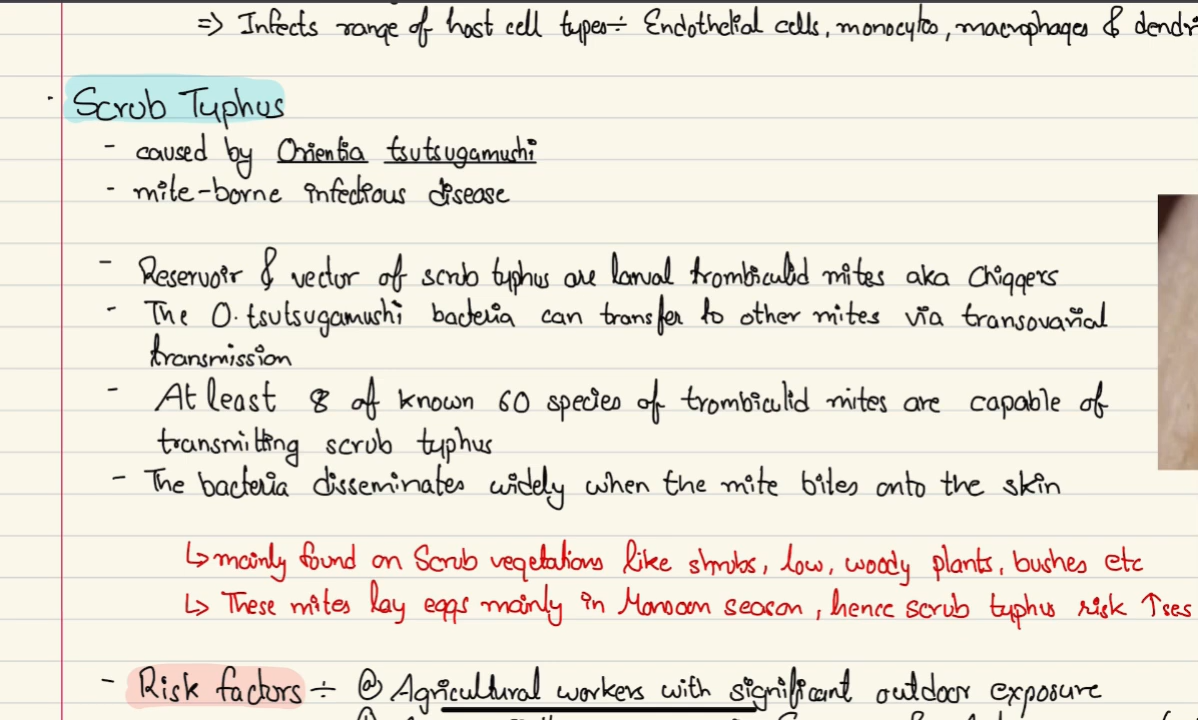 => Infects range of host cell types÷ Endothelial cells, monocytes, macrophages & dendri
· Scrub Typhus
- caused by Orientia tsutsugamushi
- mite-borne infectious disease
- Reservoir & vector of scrub typhus are larval trombiculid mites aka Chiggers
- The O. tsutsugamushi bacteria can transfer to other mites via transovarial
transmission
- At least 8 of known 60 species of trombiculid mites are capable of
transmitting scrub typhus
- The bacteria disseminates widely when the mite bites onto the skin
↳ mainly found on Scrub vegetations like shrubs, low, woody plants, bushes etc
↳ These mites lay eggs mainly in Monsoon season, hence scrub typhus risk ↑ses
- Risk factors ÷ @ Agricultural workers with significant outdoor exposure